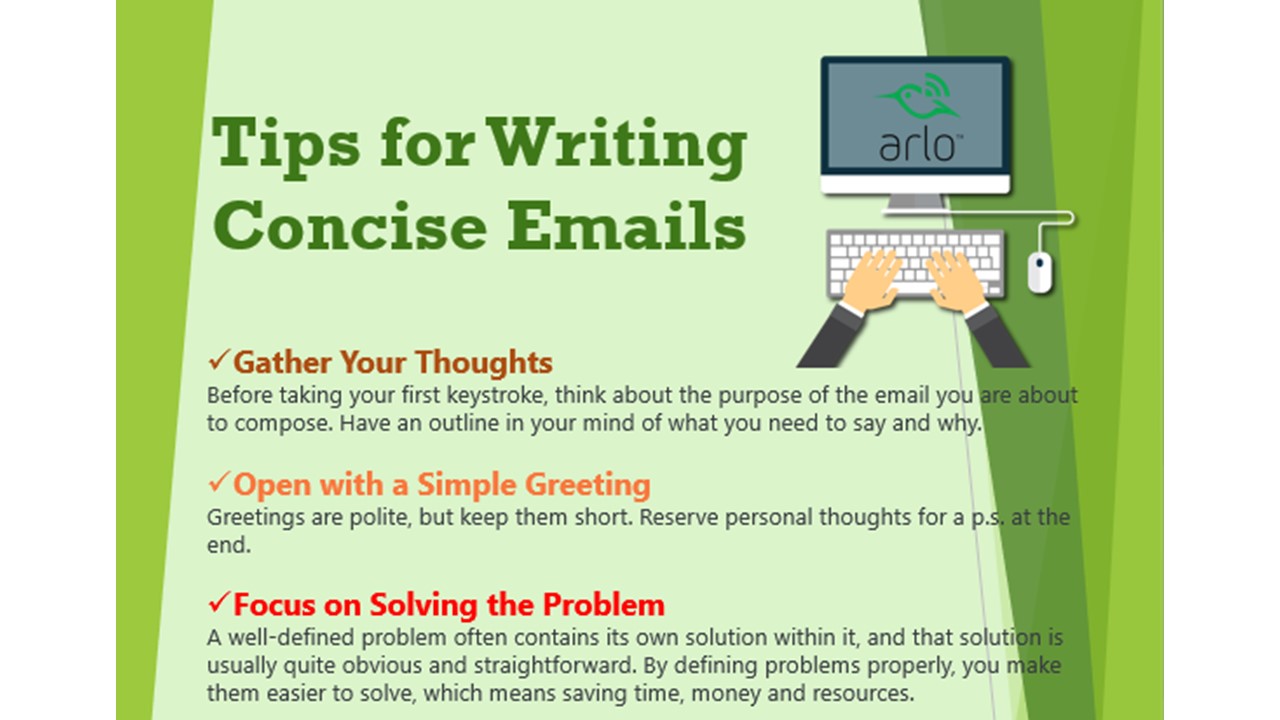 Tips for Writing
Concise Emails
arlo™
✓Gather Your Thoughts
Before taking your first keystroke, think about the purpose of the email you are about
to compose. Have an outline in your mind of what you need to say and why.
✓Open with a Simple Greeting
Greetings are polite, but keep them short. Reserve personal thoughts for a p.s. at the
end.
✓Focus on Solving the Problem
A well-defined problem often contains its own solution within it, and that solution is
usually quite obvious and straightforward. By defining problems properly, you make
them easier to solve, which means saving time, money and resources.